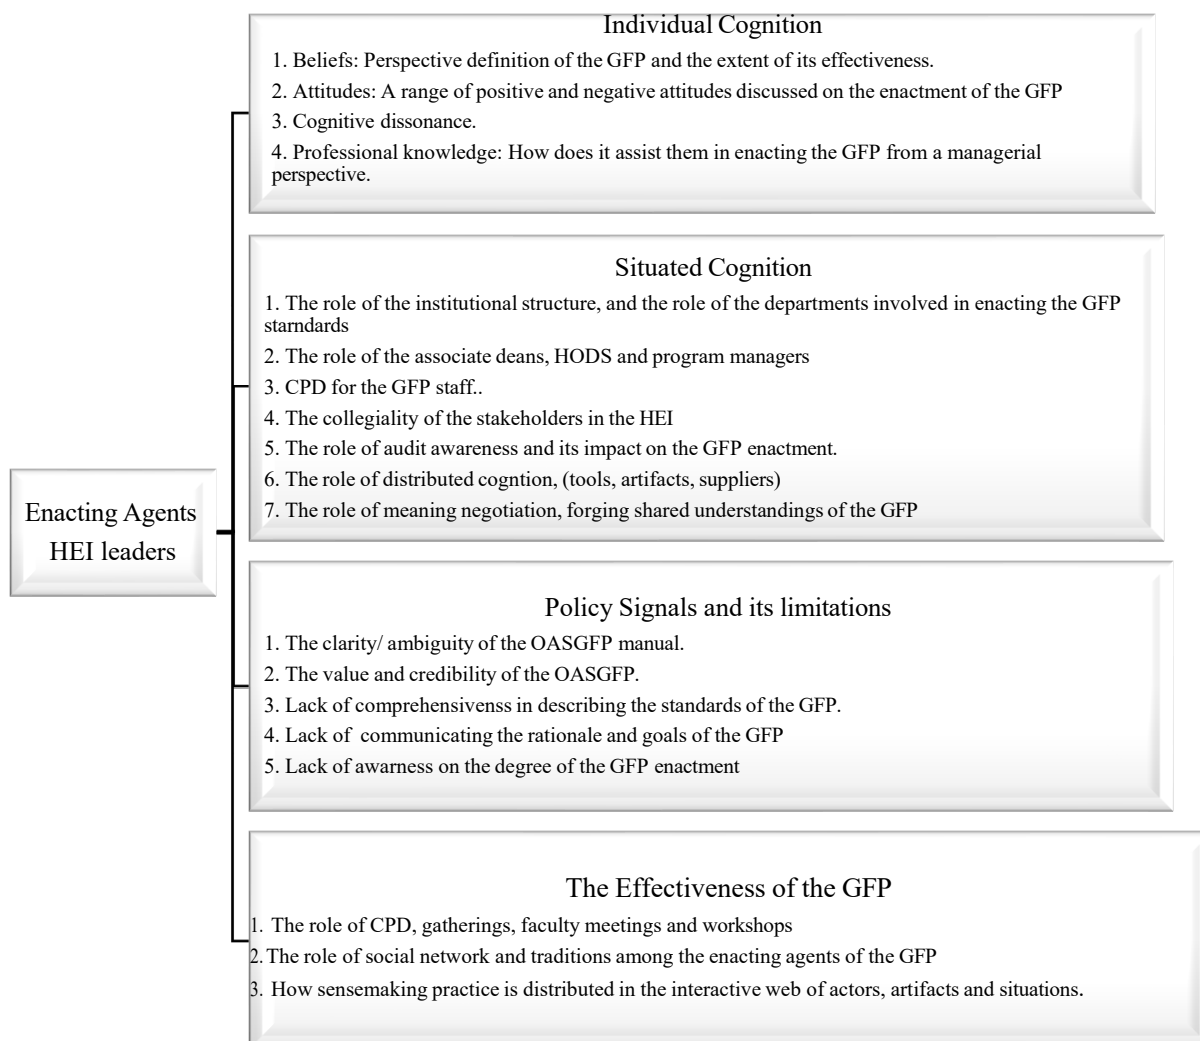 Individual Cognition
1. Beliefs: Perspective definition of the GFP and the extent of its effectiveness.
2. Attitudes: A range of positive and negative attitudes discussed on the enactment of the GFP
3. Cognitive dissonance.
4. Professional knowledge: How does it assist them in enacting the GFP from a managerial
perspective.
Situated Cognition
1. The role of the institutional structure, and the role of the departments involved in enacting the GFP
starndards
2. The role of the associate deans, HODS and program managers
3. CPD for the GFP staff..
4. The collegiality of the stakeholders in the HEI
5. The role of audit awareness and its impact on the GFP enactment.
6. The role of distributed cogntion, (tools, artifacts, suppliers)
7. The role of meaning negotiation, forging shared understandings of the GFP
Enacting Agents
HEI leaders
Policy Signals and its limitations
1. The clarity/ ambiguity of the OASGFP manual.
2. The value and credibility of the OASGFP.
3. Lack of comprehensivenss in describing the standards of the GFP.
4. Lack of communicating the rationale and goals of the GFP
5. Lack of awarness on the degree of the GFP enactment
The Effectiveness of the GFP
1. The role of CPD, gatherings, faculty meetings and workshops
2. The role of social network and traditions among the enacting agents of the GFP
3. How sensemaking practice is distributed in the interactive web of actors, artifacts and situations.